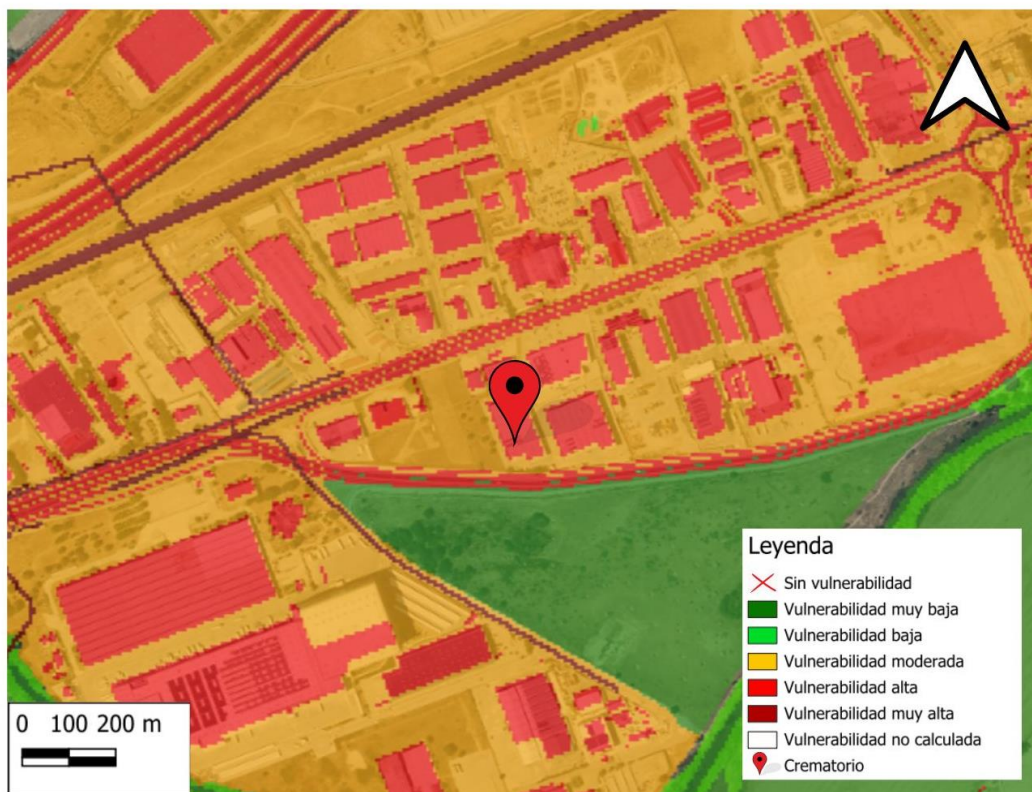 Leyenda
Sin vulnerabilidad
Vulnerabilidad muy baja
Vulnerabilidad baja
Vulnerabilidad moderada
Vulnerabilidad alta
Vulnerabilidad muy alta
Vulnerabilidad no calculada
Crematorio
0 100 200 m